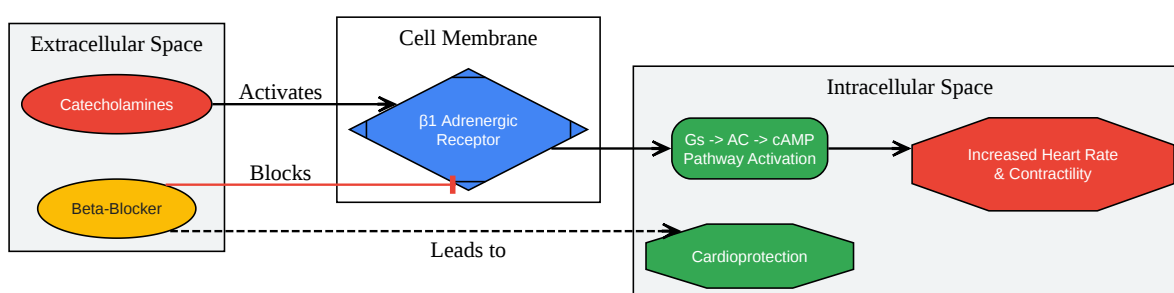 Extracellular Space
Catecholamines
Beta-Blocker
Activates
Blocks
Leads to
Cell Membrane
β1 Adrenergic
Receptor
Intracellular Space
Gs -> AC -> cAMP
Pathway Activation
Increased Heart Rate
& Contractility
Cardioprotection